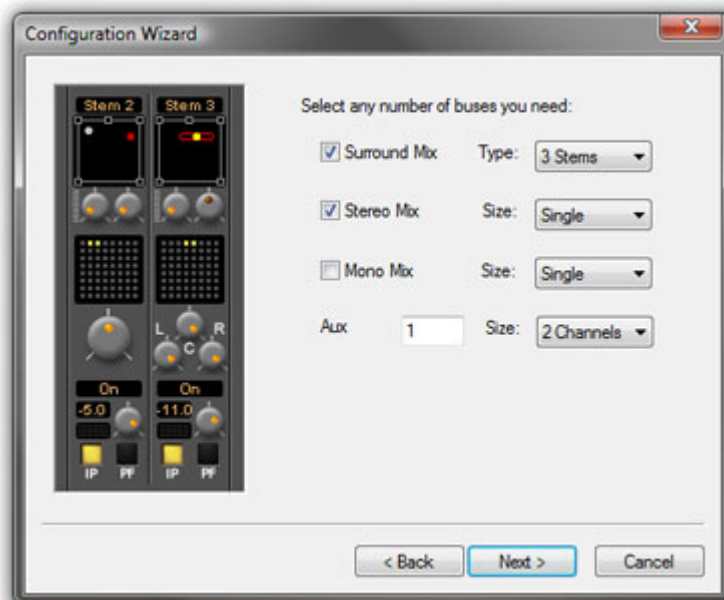 Configuration Wizard
Stem 2 Stem 3
Select any number of buses you need:
Surround Mix Type: 3 Stems
Stereo Mix Size: Single
Mono Mix Size: Single
Aux 1 Size: 2 Channels
L R
C
On On
-5.0 -11.0
IP PF IP PF
< Back Next > Cancel